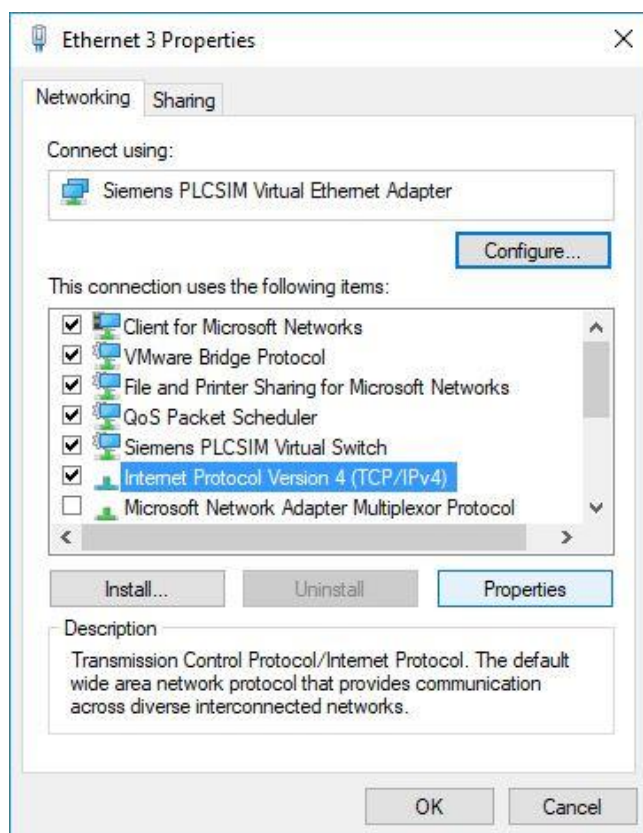 Ethernet 3 Properties
Networking
Sharing
Connect using:
Siemens PLCSIM Virtual Ethernet Adapter
Configure...
This connection uses the following items:
Client for Microsoft Networks
VMware Bridge Protocol
File and Printer Sharing for Microsoft Networks
QoS Packet Scheduler
Siemens PLCSIM Virtual Switch
Internet Protocol Version 4 (TCP/IPv4)
Microsoft Network Adapter Multiplexor Protocol
Install...
Uninstall
Properties
Description
Transmission Control Protocol/Internet Protocol. The default
wide area network protocol that provides communication
across diverse interconnected networks.
OK
Cancel